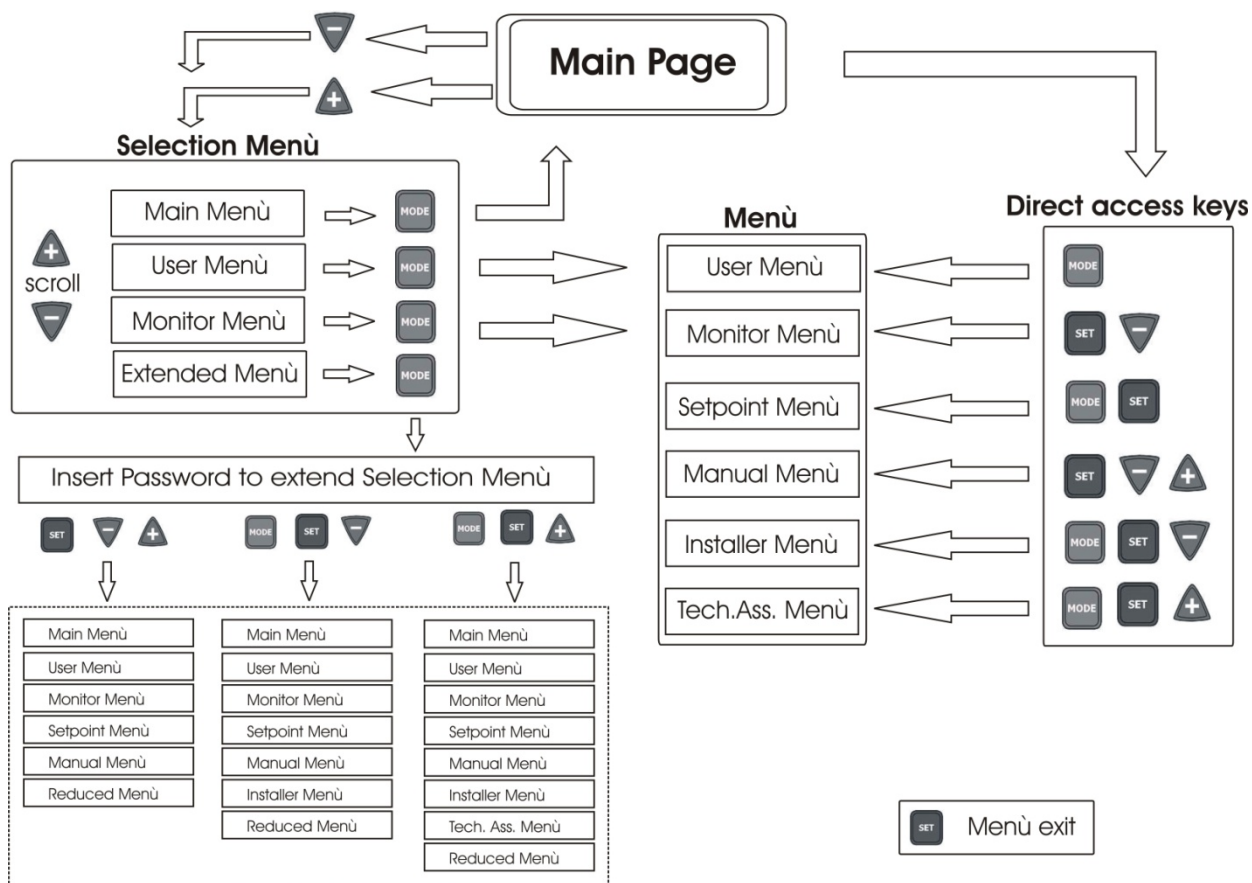 Main Page
−
+
Selection Menù
+
scroll
−
Main Menù
MODE
User Menù
MODE
Monitor Menù
MODE
Extended Menù
MODE
Insert Password to extend Selection Menù
SET − +
MODE SET −
MODE SET +
Main Menù
User Menù
Monitor Menù
Setpoint Menù
Manual Menù
Reduced Menù
Main Menù
User Menù
Monitor Menù
Setpoint Menù
Manual Menù
Installer Menù
Reduced Menù
Main Menù
User Menù
Monitor Menù
Setpoint Menù
Manual Menù
Installer Menù
Tech. Ass. Menù
Reduced Menù
Menù
User Menù
Monitor Menù
Setpoint Menù
Manual Menù
Installer Menù
Tech.Ass. Menù
Direct access keys
MODE
SET −
MODE SET
SET − +
MODE SET −
MODE SET +
SET Menù exit